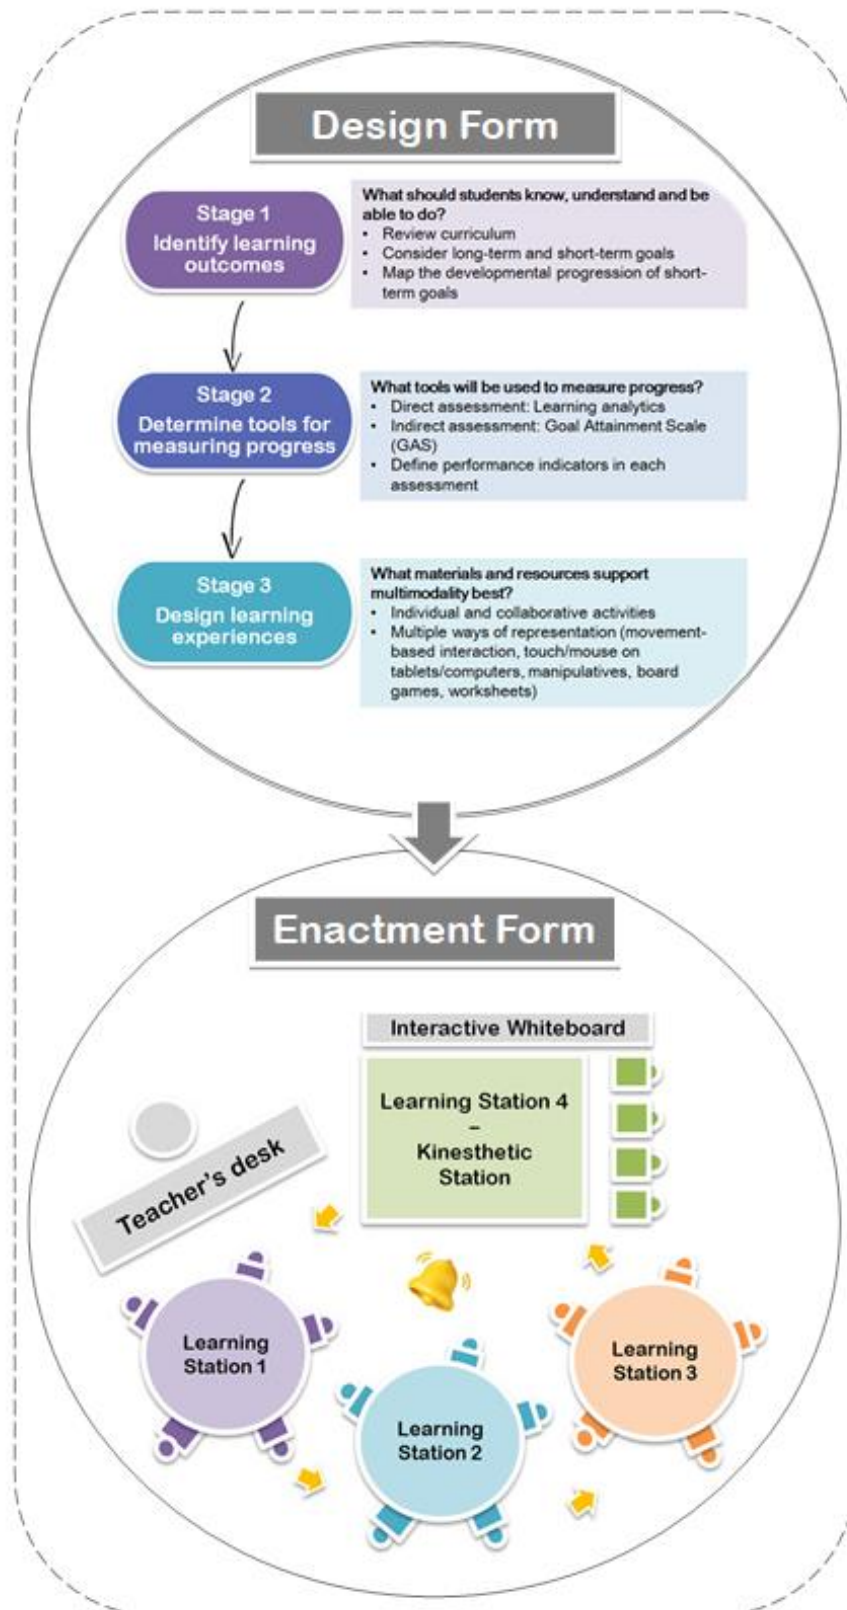 Design Form
Stage 1
Identify learning
outcomes
What should students know, understand and be
able to do?
• Review curriculum
• Consider long-term and short-term goals
• Map the developmental progression of short-
term goals
Stage 2
Determine tools for
measuring progress
What tools will be used to measure progress?
• Direct assessment: Learning analytics
• Indirect assessment: Goal Attainment Scale
(GAS)
• Define performance indicators in each
assessment
Stage 3
Design learning
experiences
What materials and resources support
multimodality best?
• Individual and collaborative activities
• Multiple ways of representation (movement-
based interaction, touch/mouse on
tablets/computers, manipulatives, board
games, worksheets)
Enactment Form
Interactive Whiteboard
Learning Station 4
–
Kinesthetic
Station
Teacher's desk
Learning
Station 1
Learning
Station 2
Learning
Station 3